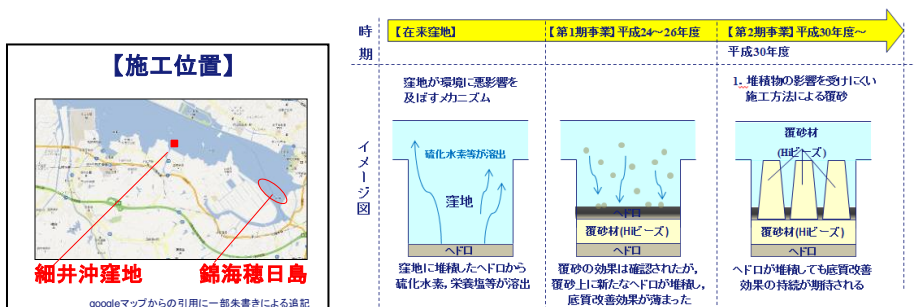 【施工位置】
細井沖窪地
錦海穂日島
googleマップからの引用に一部朱書きによる追記
時期
【在来窪地】
【第1期事業】平成24～26年度
【第2期事業】平成30年度～
平成30年度
イメージ図
窪地が環境に悪影響を
及ぼすメカニズム
硫化水素等が溶出
窪地
ヘドロ
窪地に堆積したヘドロから
硫化水素，栄養塩等が溶出
ヘドロ
覆砂材(Hiビーズ)
ヘドロ
覆砂の効果は確認されたが，
覆砂上に新たなヘドロが堆積し，
底質改善効果が薄まった
1. 堆積物の影響を受けにくい
施工方法による覆砂
覆砂材
(Hiビーズ)
覆砂材(Hiビーズ)
ヘドロ
ヘドロが堆積しても底質改善
効果の持続が期待される